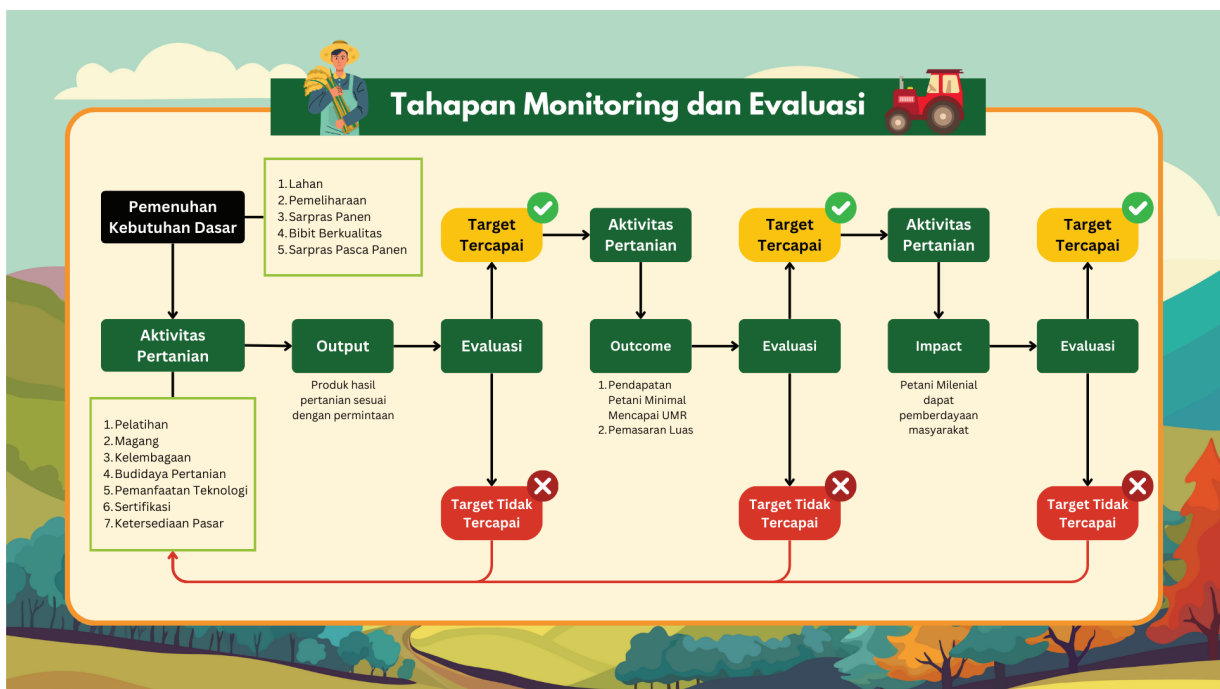 Tahapan Monitoring dan Evaluasi
Pemenuhan
Kebutuhan Dasar
1. Lahan
2. Pemeliharaan
3. Sarpras Panen
4. Bibit Berkualitas
5. Sarpras Pasca Panen
Aktivitas
Pertanian
1. Pelatihan
2. Magang
3. Kelembagaan
4. Budidaya Pertanian
5. Pemanfaatan Teknologi
6. Sertifikasi
7. Ketersediaan Pasar
Output
Produk hasil
pertanian sesuai
dengan permintaan
Evaluasi
Target
Tercapai
Target Tidak
Tercapai
Aktivitas
Pertanian
Outcome
1. Pendapatan
Petani Minimal
Mencapai UMR
2. Pemasaran Luas
Evaluasi
Target
Tercapai
Target Tidak
Tercapai
Aktivitas
Pertanian
Impact
Petani Milenial
dapat
pemberdayaan
masyarakat
Evaluasi
Target
Tercapai
Target Tidak
Tercapai